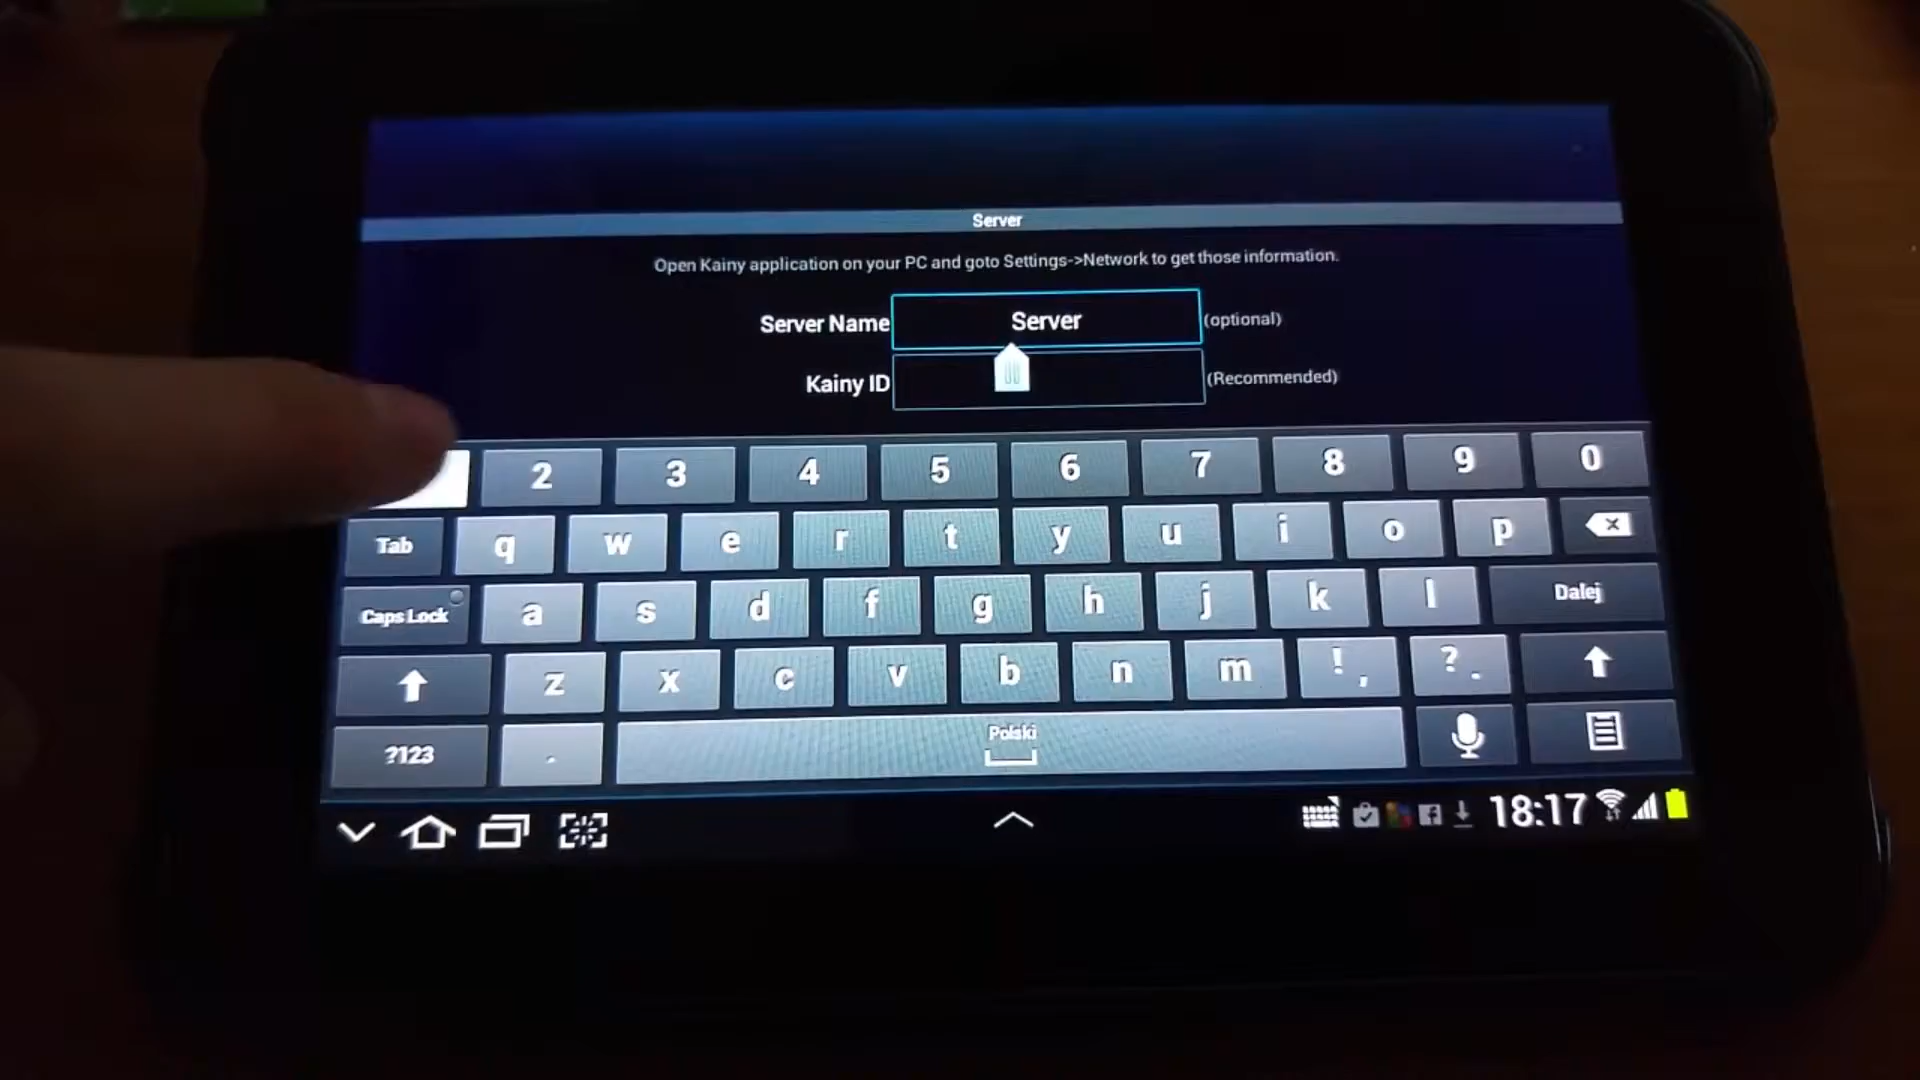 Server
Open Kainy application on your PC and goto Settings->Network to get those information.
Server Name Server (optional)
Kainy ID (Recommended)
2 3 4 5 6 7 8 9 0
Tab q w e r t y u i o p
Caps Lock a s d f g h j k l Dalej
z x c v b n m ! , ? .
?123 . Polski
18:17